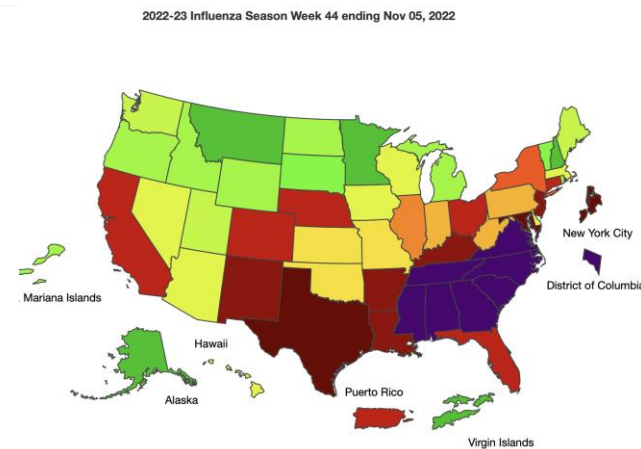 2022-23 Influenza Season Week 44 ending Nov 05, 2022
New York City
District of Columbia
. Mariana Islands
Hawaii
Alaska
Puerto Rico
Virgin Islands